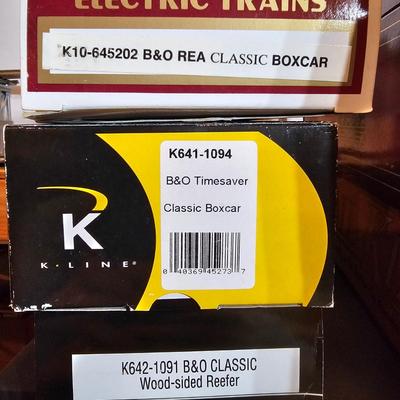 ELECTRIC TRAINS
K10-645202 B&O REA CLASSIC BOXCAR
K641-1094
B&O Timesaver
Classic Boxcar
K
K·LINE®
0 40369 45273 7
K642-1091 B&O CLASSIC
Wood-sided Reefer